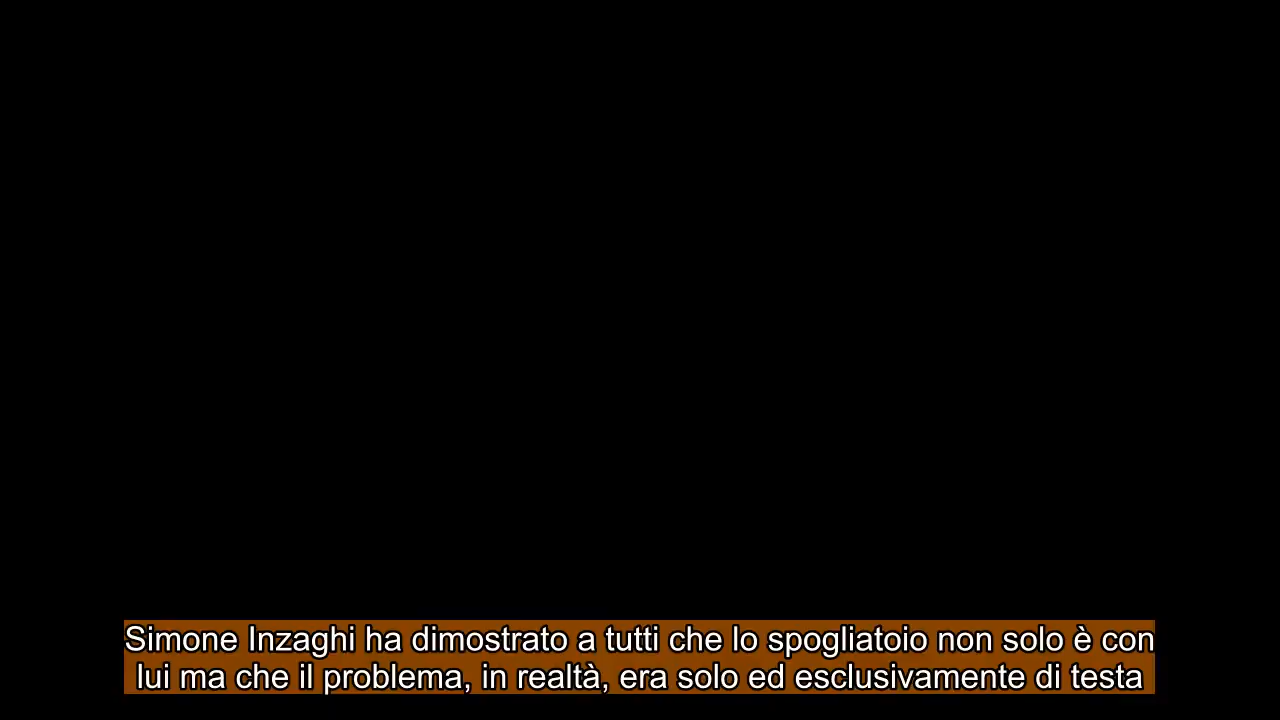 Simone Inzaghi ha dimostrato a tutti che lo spogliatoio non solo è con
lui ma che il problema, in realtà, era solo ed esclusivamente di testa